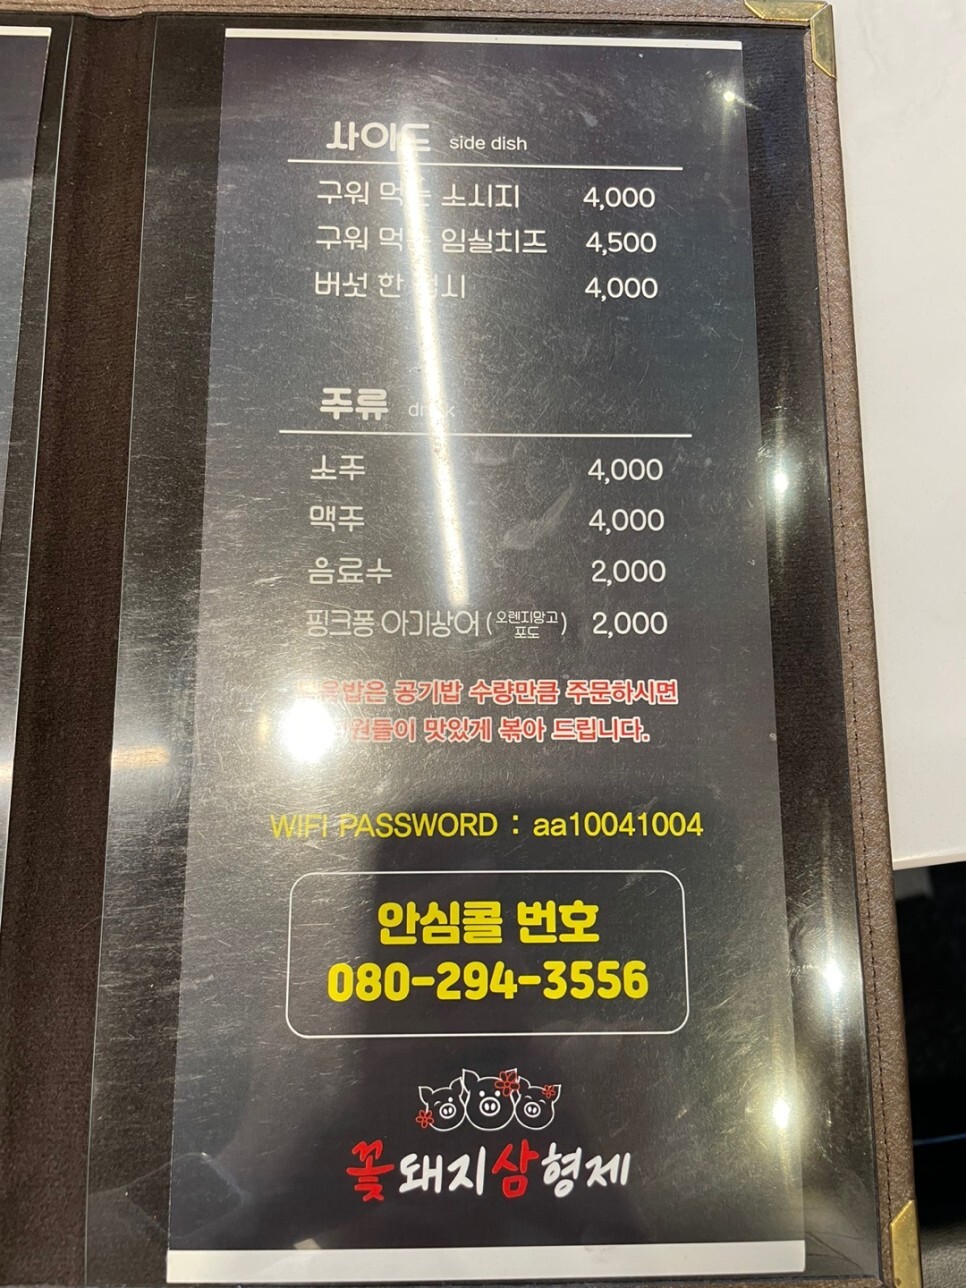 사이드 side dish
구워 먹는 소시지 4,000
구워 먹는 임실치즈 4,500
버섯 한 접시 4,000
주류 drink
소주 4,000
맥주 4,000
음료수 2,000
핑크퐁 아기상어 (오렌지망고 포도) 2,000
공기밥 수량만큼 주문하시면
맛있게 볶아 드립니다.
WIFI PASSWORD : aa10041004
안심콜 번호
080-294-3556
꽃돼지삼형제